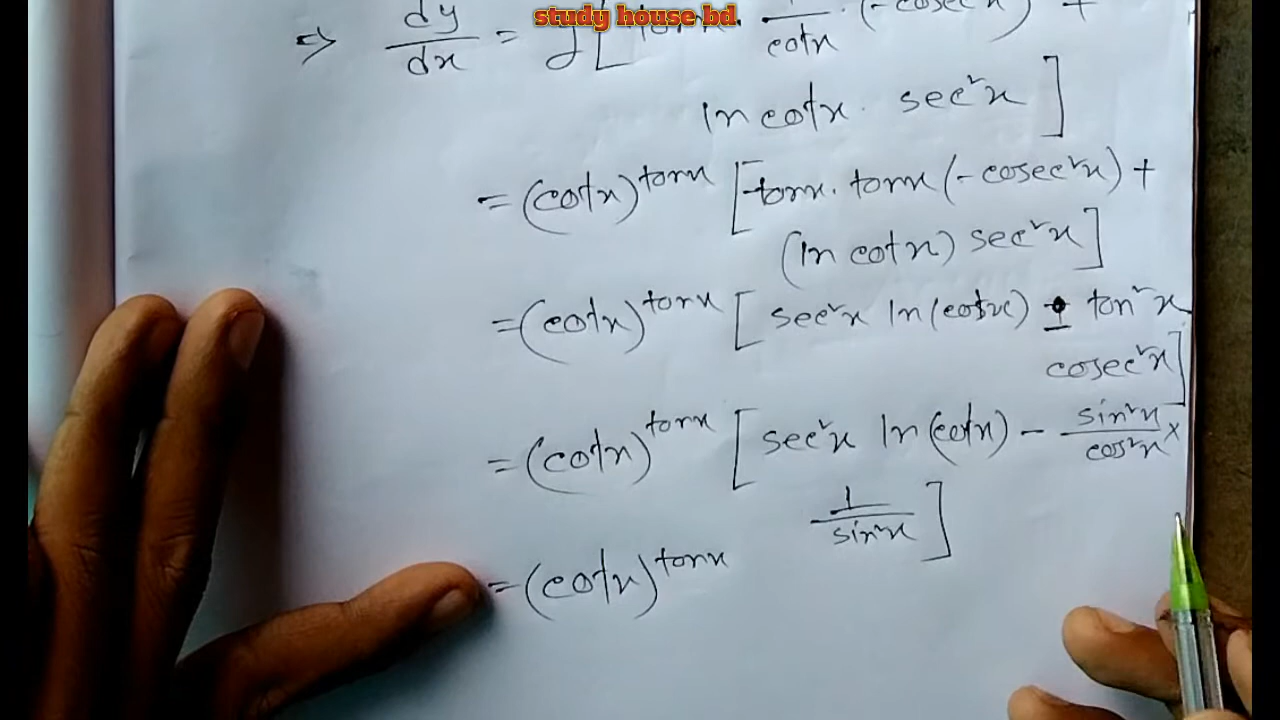 study house bd
⇒ dy/dx = y[tanx. 1/cotx . (-cosec²x) +
ln cotx . sec²x]
= (cotx)^tanx [tanx. tanx (-cosec²x) +
(ln cotx) sec²x]
= (cotx)^tanx [sec²x ln(cotx) - tan²x
cosec²x]
= (cotx)^tanx [sec²x ln(cotx) - sin²x/cos²x ×
1/sin²x]
= (cotx)^tanx